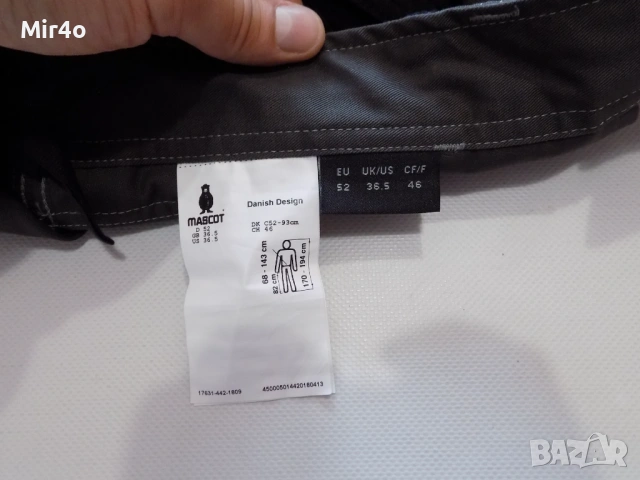 Mir4o
EU UK/US CF/F
52 36.5 46
MASCOT
D 52
GB 36.5
US 36.5
Danish Design
DK C52-93cm
CH 46
68 - 143 cm
82 cm
170 - 194 cm
17631-442-1809
450005014420180413
BAZAR